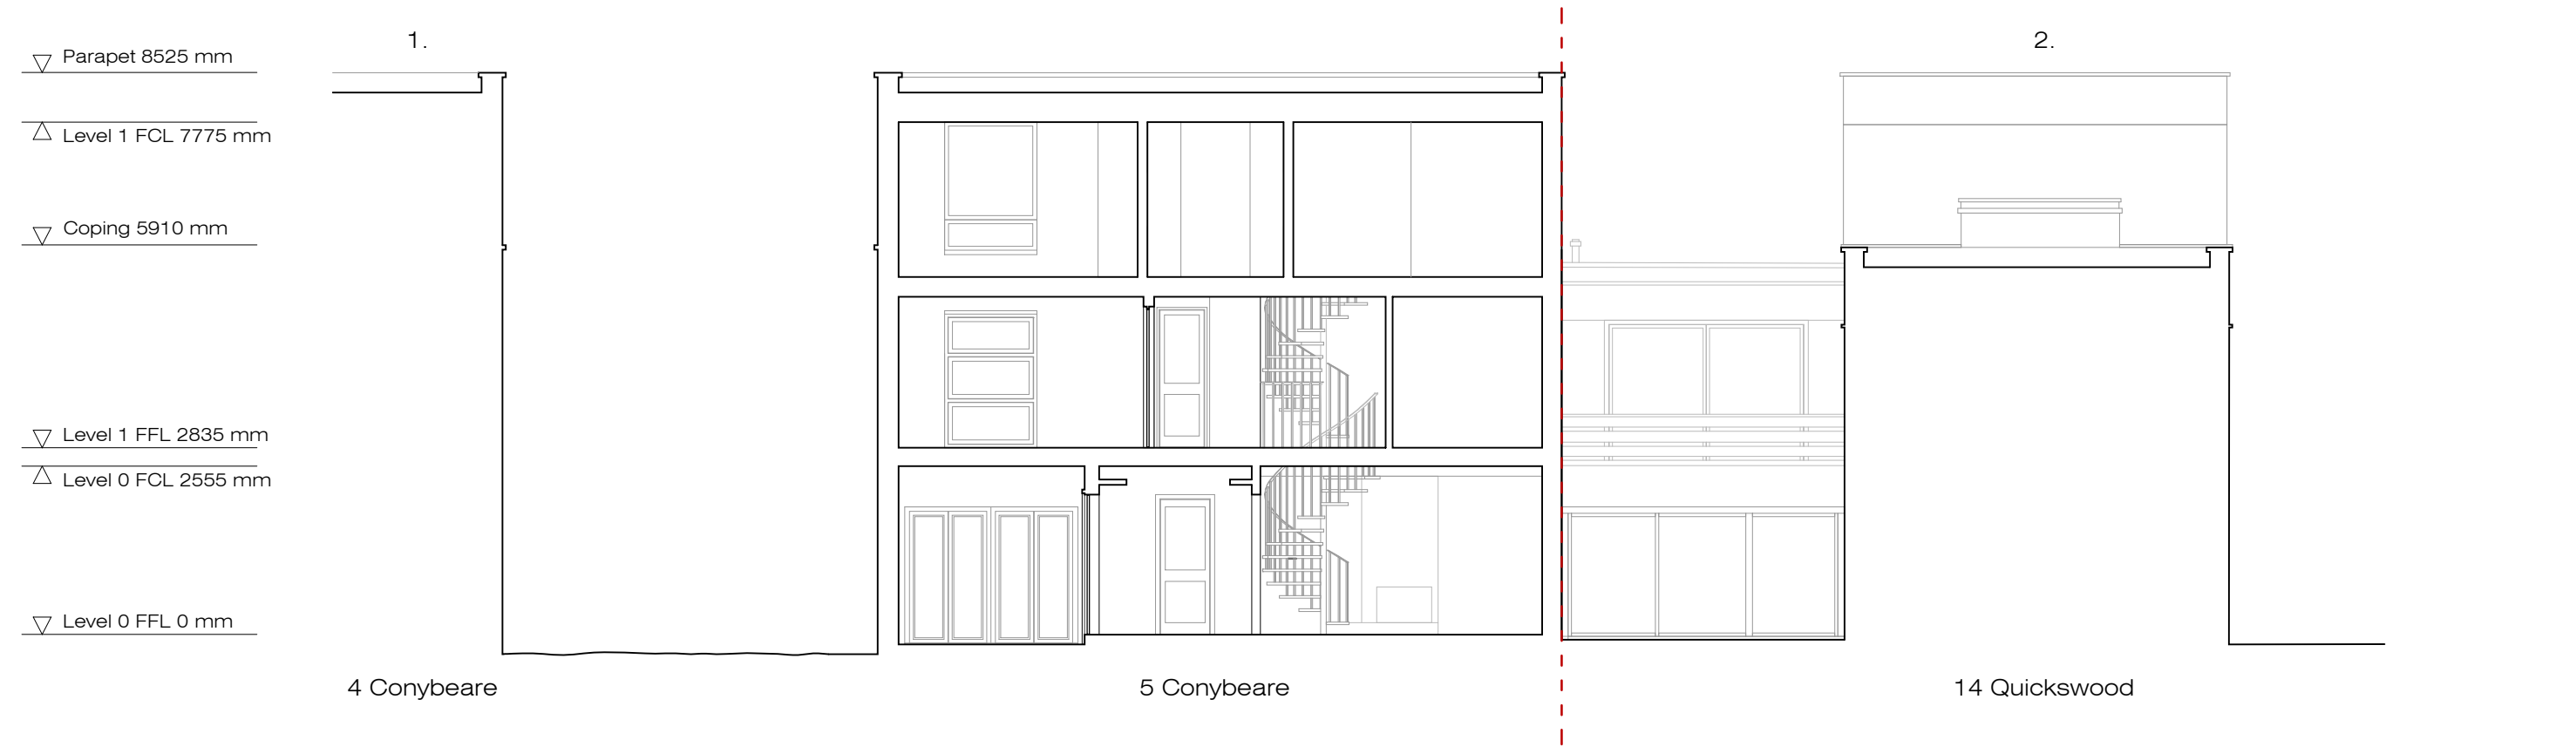 1.
2.
Parapet 8525 mm
Level 1 FCL 7775 mm
Coping 5910 mm
Level 1 FFL 2835 mm
Level 0 FCL 2555 mm
Level 0 FFL 0 mm
4 Conybeare
5 Conybeare
14 Quickswood